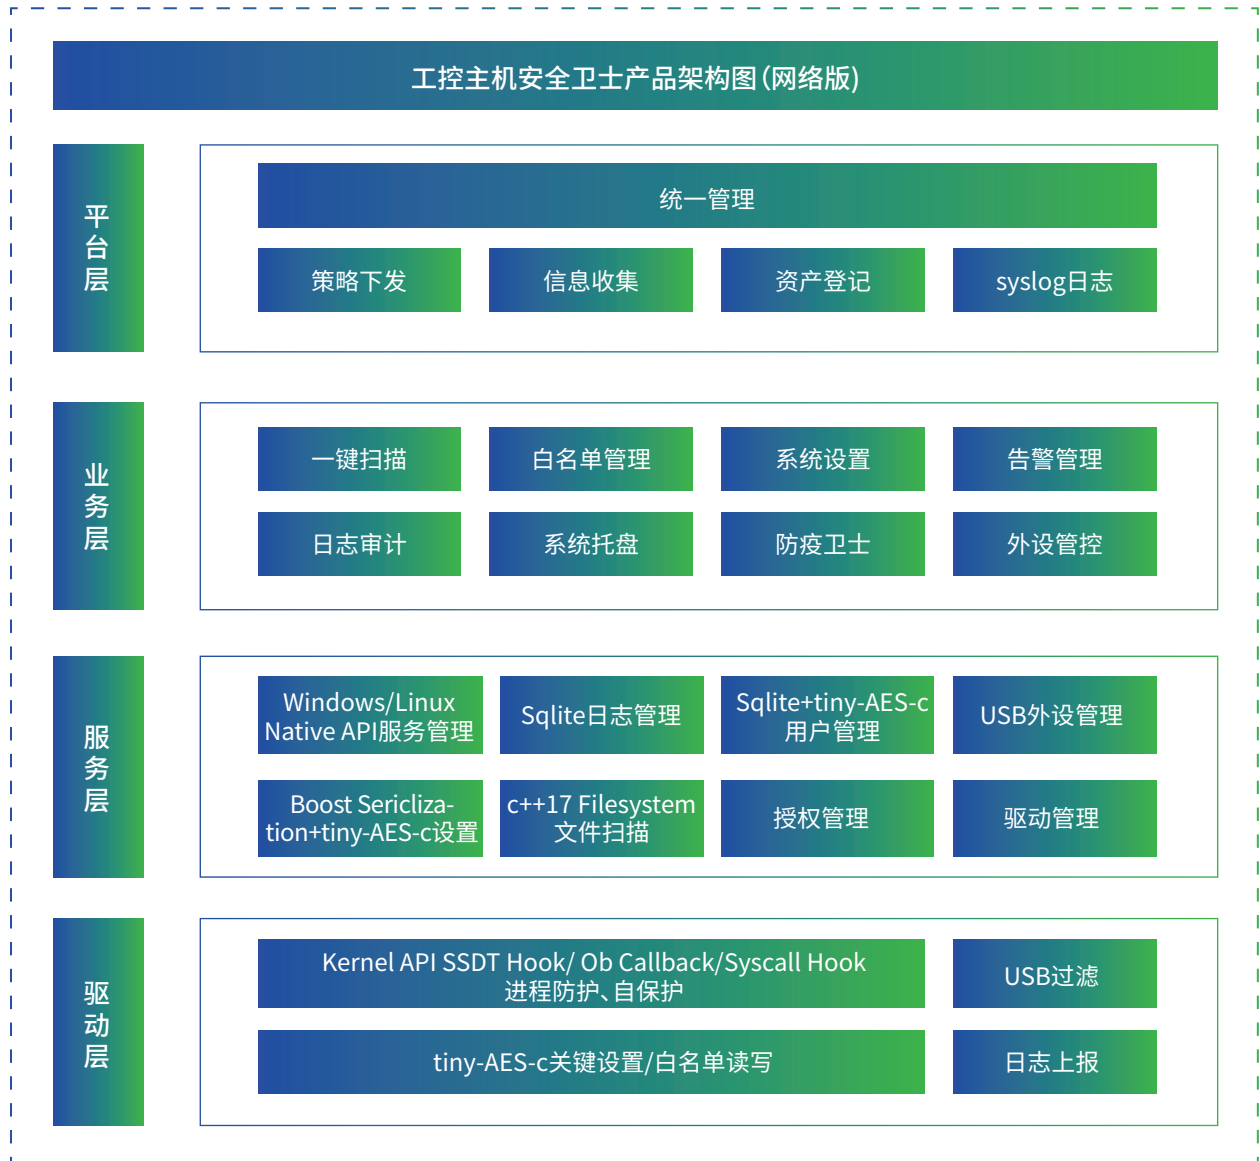 工控主机安全卫士产品架构图(网络版)
平
台
层
统一管理
策略下发
信息收集
资产登记
syslog日志
业
务
层
一键扫描
白名单管理
系统设置
告警管理
日志审计
系统托盘
防疫卫士
外设管控
服
务
层
Windows/Linux
Native API服务管理
Sqlite日志管理
Sqlite+tiny-AES-c
用户管理
USB外设管理
Boost Sericliza-
tion+tiny-AES-c设置
c++17 Filesystem
文件扫描
授权管理
驱动管理
驱
动
层
Kernel API SSDT Hook/ Ob Callback/Syscall Hook
进程防护、自保护
USB过滤
tiny-AES-c关键设置/白名单读写
日志上报